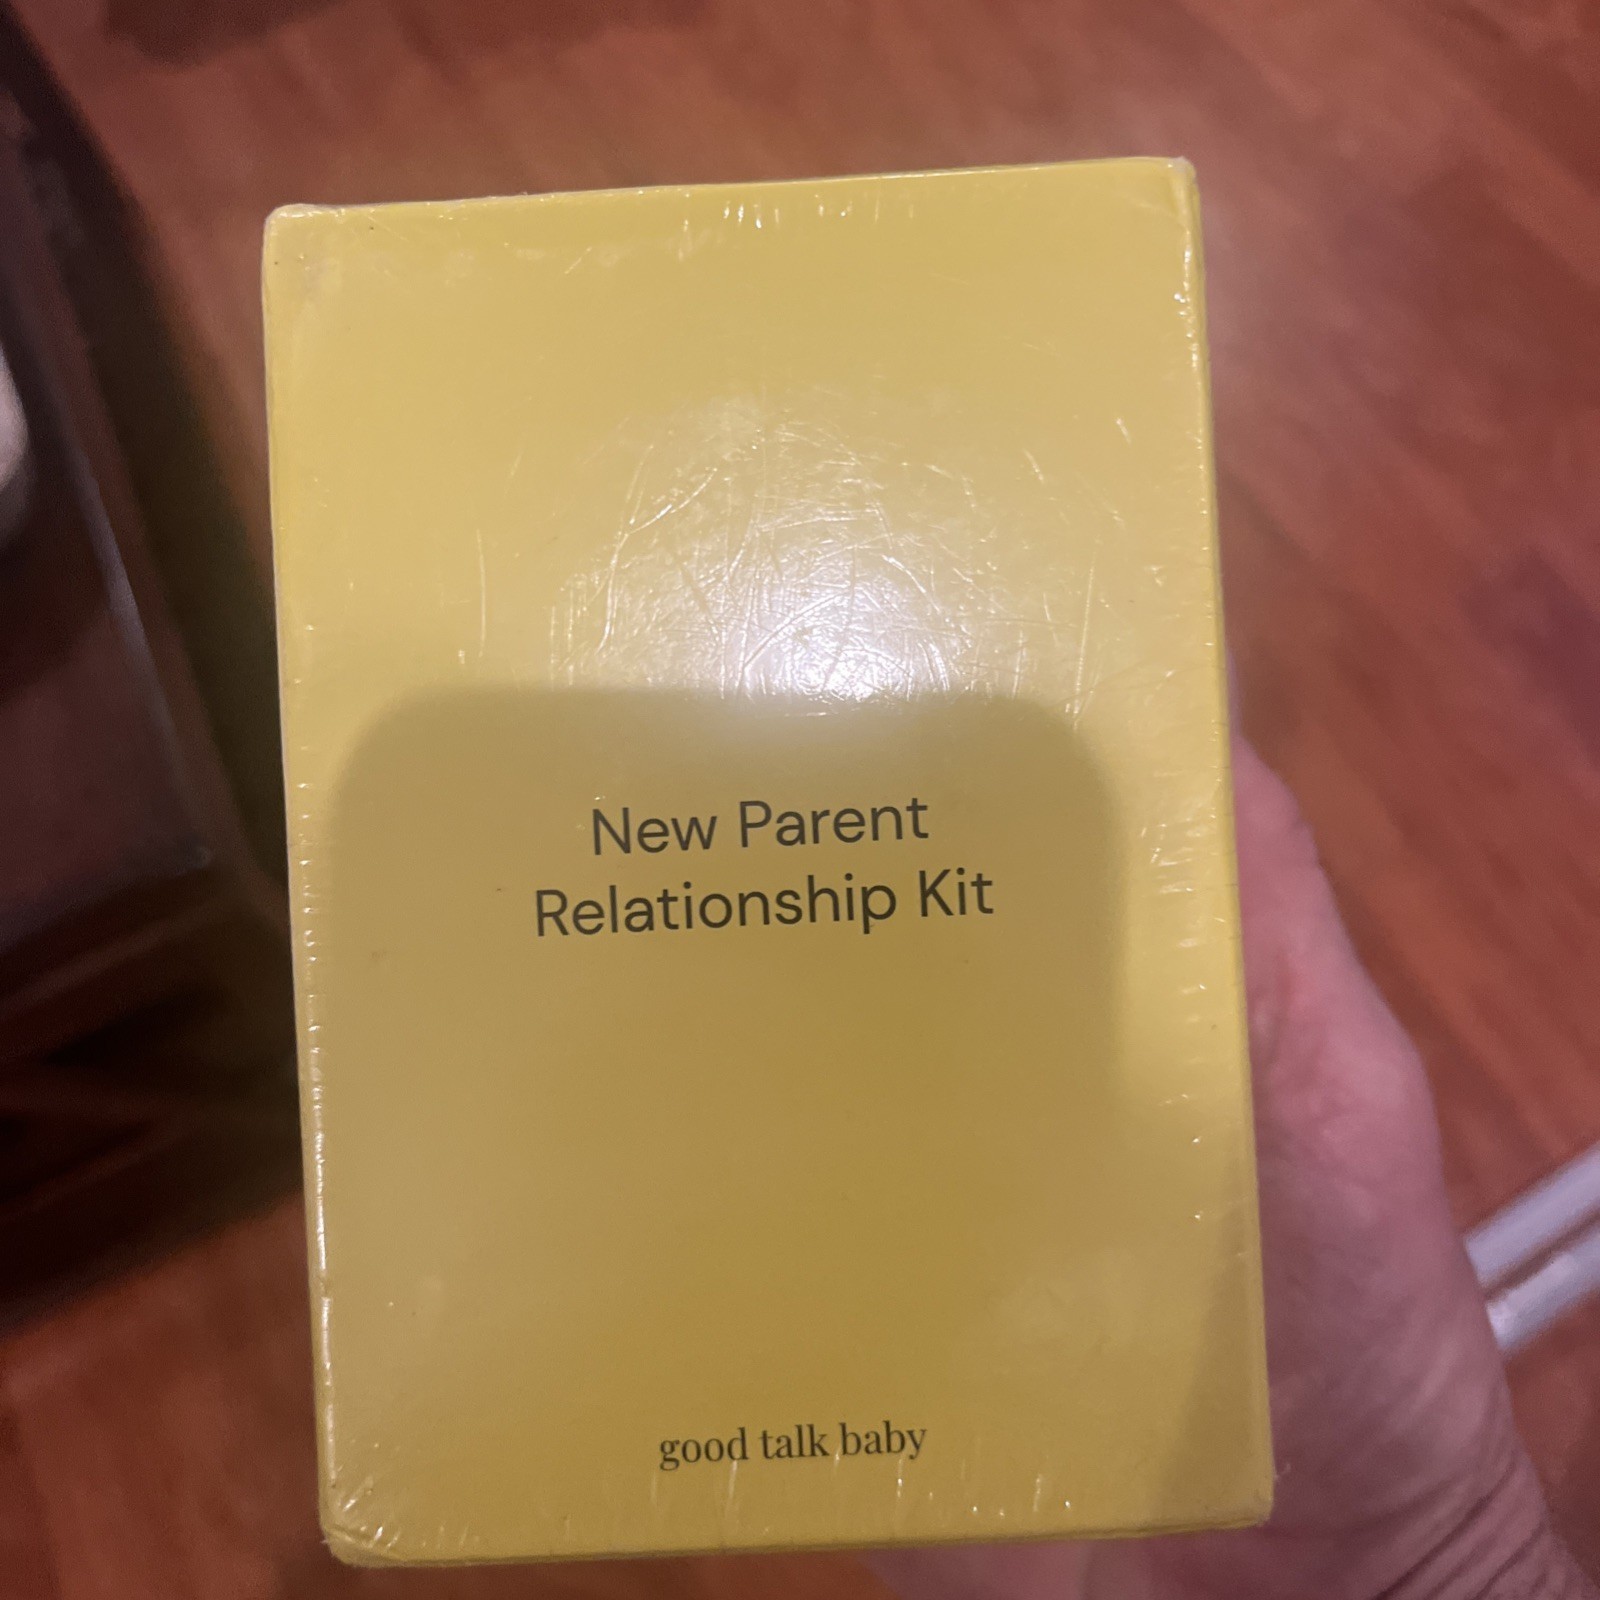 New Parent
Relationship Kit
good talk baby